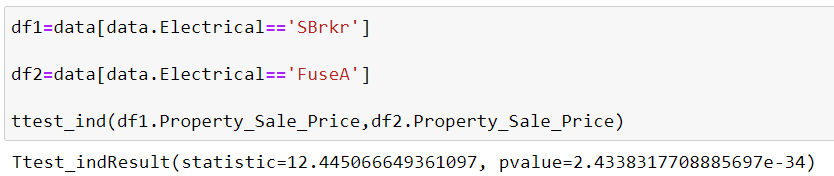 df1=data[data.Electrical=='SBrkr']
df2=data[data.Electrical=='FuseA']
ttest_ind(df1.Property_Sale_Price,df2.Property_Sale_Price)
Ttest_indResult(statistic=12.445066649361097, pvalue=2.4338317708885697e-34)